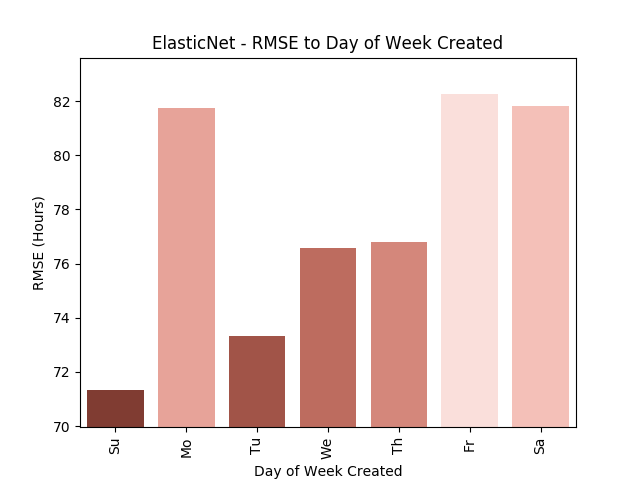 ElasticNet - RMSE to Day of Week Created
RMSE (Hours)
82
80
78
76
74
72
70
Su Mo Tu We Th Fr Sa
Day of Week Created